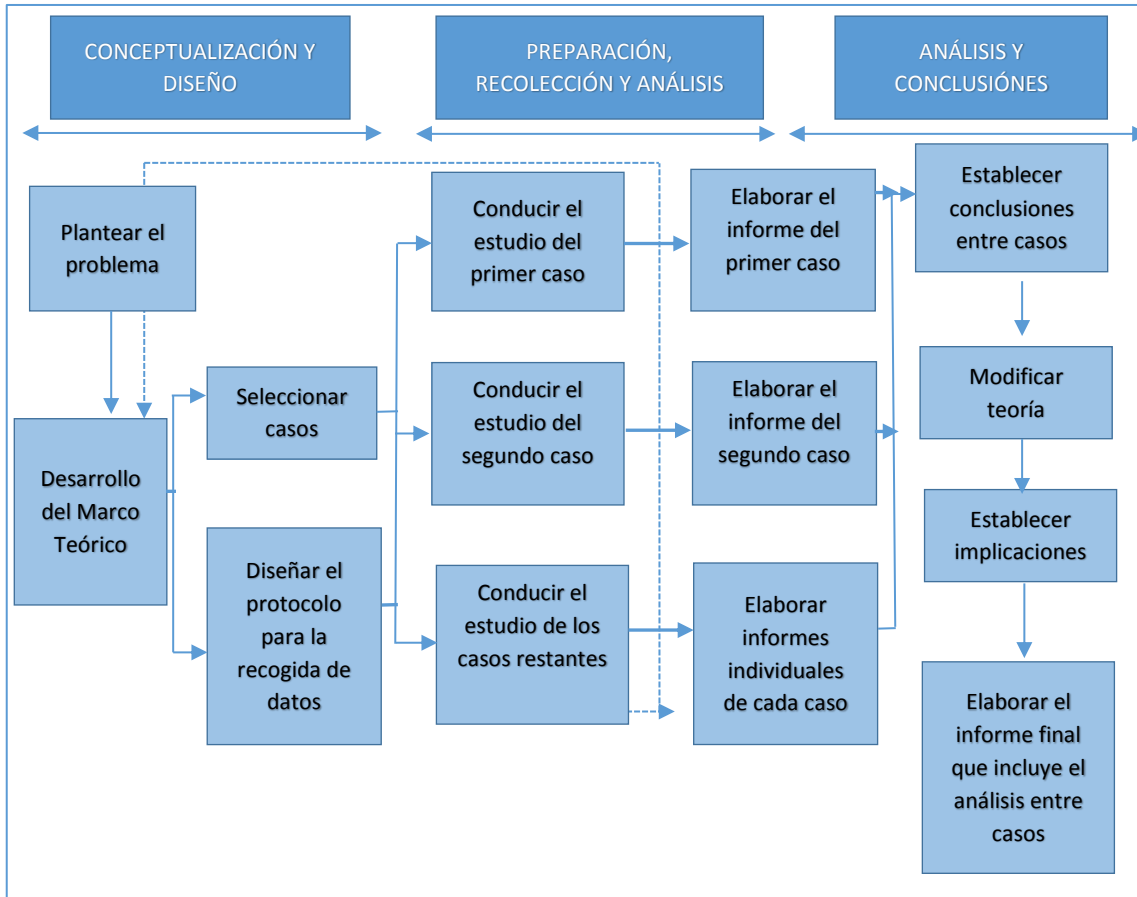 CONCEPTUALIZACIÓN Y
DISEÑO
PREPARACIÓN,
RECOLECCIÓN Y ANÁLISIS
ANÁLISIS Y
CONCLUSIÓNES
Plantear el
problema
Desarrollo
del Marco
Teórico
Seleccionar
casos
Diseñar el
protocolo
para la
recogida de
datos
Conducir el
estudio del
primer caso
Conducir el
estudio del
segundo caso
Conducir el
estudio de los
casos restantes
Elaborar el
informe del
primer caso
Elaborar el
informe del
segundo caso
Elaborar
informes
individuales
de cada caso
Establecer
conclusiones
entre casos
Modificar
teoría
Establecer
implicaciones
Elaborar el
informe final
que incluye el
análisis entre
casos